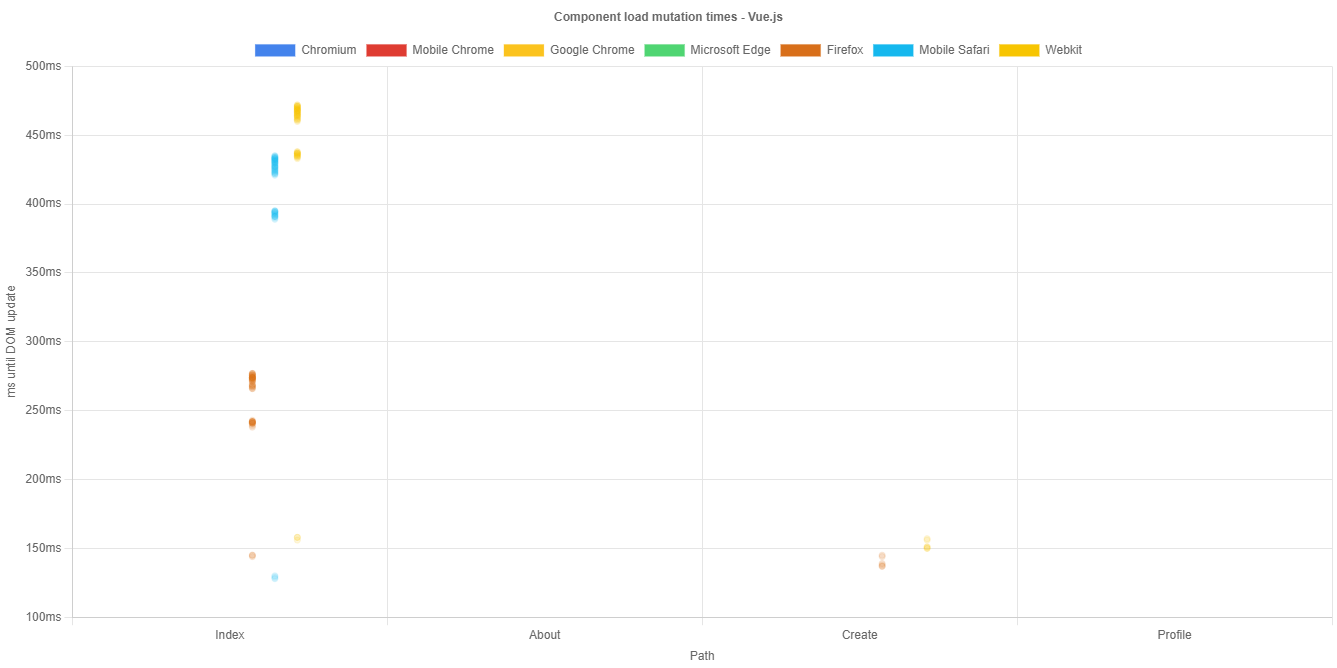 Component load mutation times - Vue.js
Chromium Mobile Chrome Google Chrome Microsoft Edge Firefox Mobile Safari Webkit
500ms
450ms
400ms
350ms
300ms
250ms
200ms
150ms
100ms
ms until DOM update
Index About Create Profile
Path